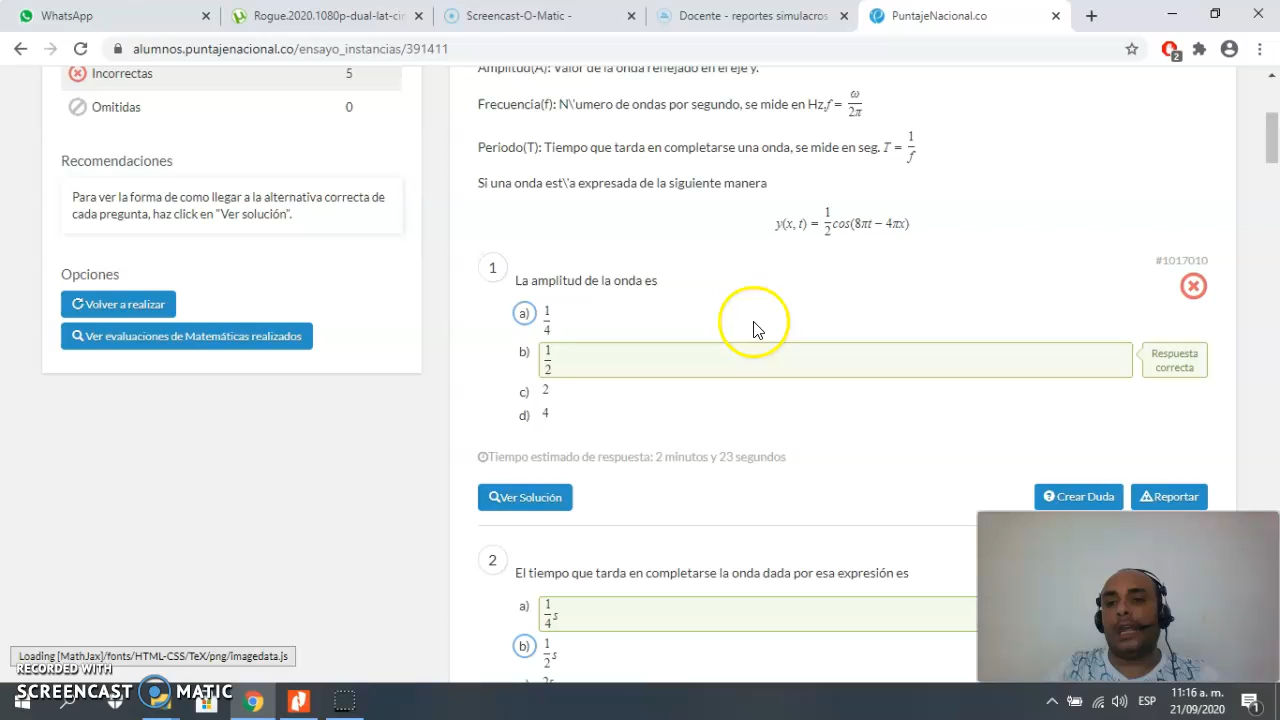 WhatsApp
Rogue.2020.1080p-dual-lat-cin
Screencast-O-Matic -
Docente - reportes simulacros
PuntajeNacional.co
alumnos.puntajenacional.co/ensayo_instancias/391411
2
Incorrectas 5
Omitidas 0
Recomendaciones
Para ver la forma de como llegar a la alternativa correcta de
cada pregunta, haz click en "Ver solución".
Opciones
Volver a realizar
Ver evaluaciones de Matemáticas realizados
Amplitud(A): Valor de la onda reflejado en el eje y.
Frecuencia(f): N\'umero de ondas por segundo, se mide en Hz,f = ω/2π
Periodo(T): Tiempo que tarda en completarse una onda, se mide en seg. T = 1/f
Si una onda est\'a expresada de la siguiente manera
y(x, t) = 1/2 cos(8πt − 4πx)
#1017010
1
La amplitud de la onda es
a) 1/4
b) 1/2
Respuesta
correcta
c) 2
d) 4
Tiempo estimado de respuesta: 2 minutos y 23 segundos
Ver Solución
Crear Duda
Reportar
2
El tiempo que tarda en completarse la onda dada por esa expresión es
a) 1/4 s
b) 1/2 s
Loading [MathJax]/fonts/HTML-CSS/TeX/png/imagedata.js
RECORDED WITH
SCREENCAST MATIC
ESP
11:16 a. m.
21/09/2020
1